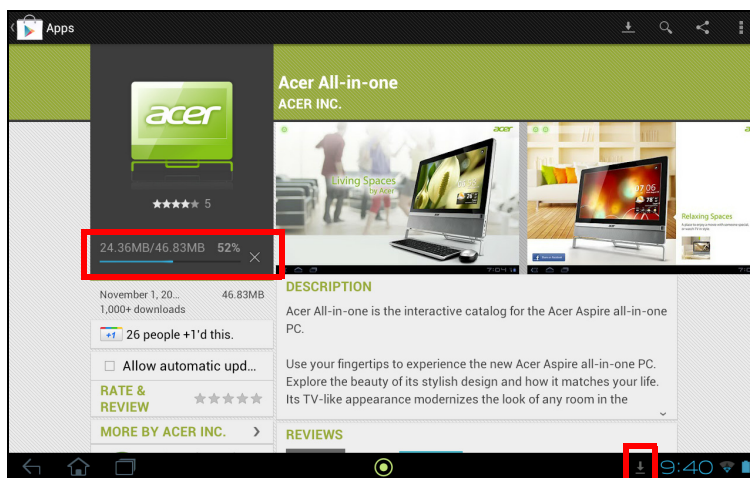 Apps
Acer All-in-one
ACER INC.
acer
5
24.36MB/46.83MB 52%
November 1, 20... 46.83MB
1,000+ downloads
+1 26 people +1'd this.
Allow automatic upd...
RATE &
REVIEW
MORE BY ACER INC.
acer
Living Spaces
by Acer
7:04
07:06
Relaxing Spaces
DESCRIPTION
Acer All-in-one is the interactive catalog for the Acer Aspire all-in-one
PC.
Use your fingertips to experience the new Acer Aspire all-in-one PC.
Explore the beauty of its stylish design and how it matches your life.
Its TV-like appearance modernizes the look of any room in the
REVIEWS
9:40